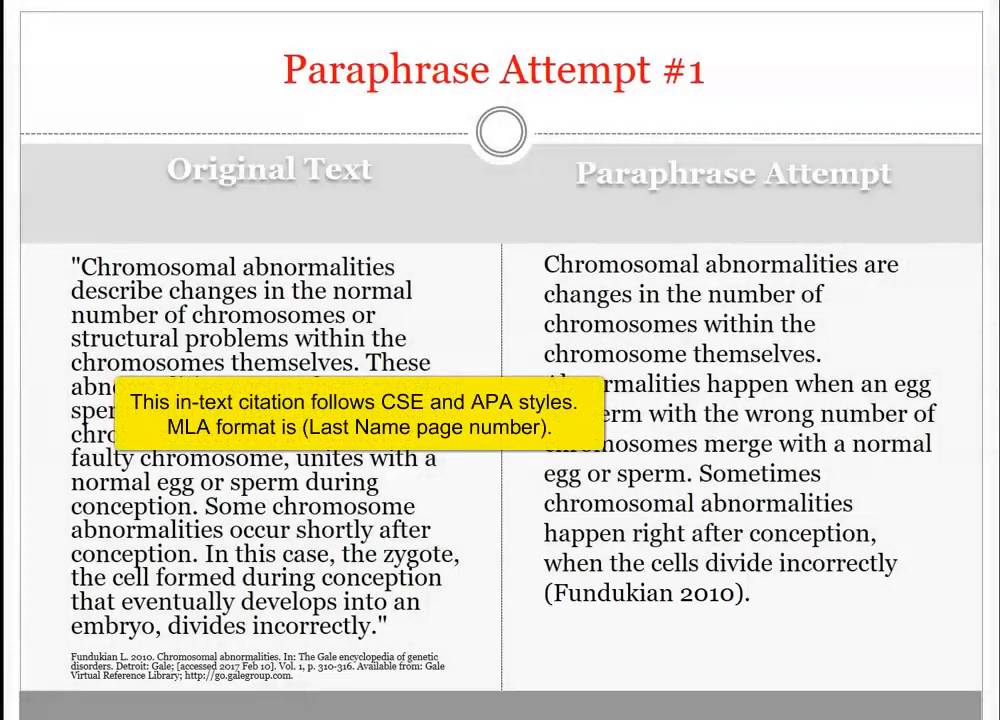 Paraphrase Attempt #1
Original Text
Paraphrase Attempt
"Chromosomal abnormalities
describe changes in the normal
number of chromosomes or
structural problems within the
chromosomes themselves. These
faulty chromosome, unites with a
normal egg or sperm during
conception. Some chromosome
abnormalities occur shortly after
conception. In this case, the zygote,
the cell formed during conception
that eventually develops into an
embryo, divides incorrectly."
Fundukian L. 2010. Chromosomal abnormalities. In: The Gale encyclopedia of genetic
disorders. Detroit: Gale; [accessed 2017 Feb 10]. Vol. 1, p. 310-316. Available from: Gale
Virtual Reference Library; http://go.galegroup.com.
This in-text citation follows CSE and APA styles.
MLA format is (Last Name page number).
Chromosomal abnormalities are
changes in the number of
chromosomes within the
chromosome themselves.
Abnormalities happen when an egg
with the wrong number of
merge with a normal
egg or sperm. Sometimes
chromosomal abnormalities
happen right after conception,
when the cells divide incorrectly
(Fundukian 2010).